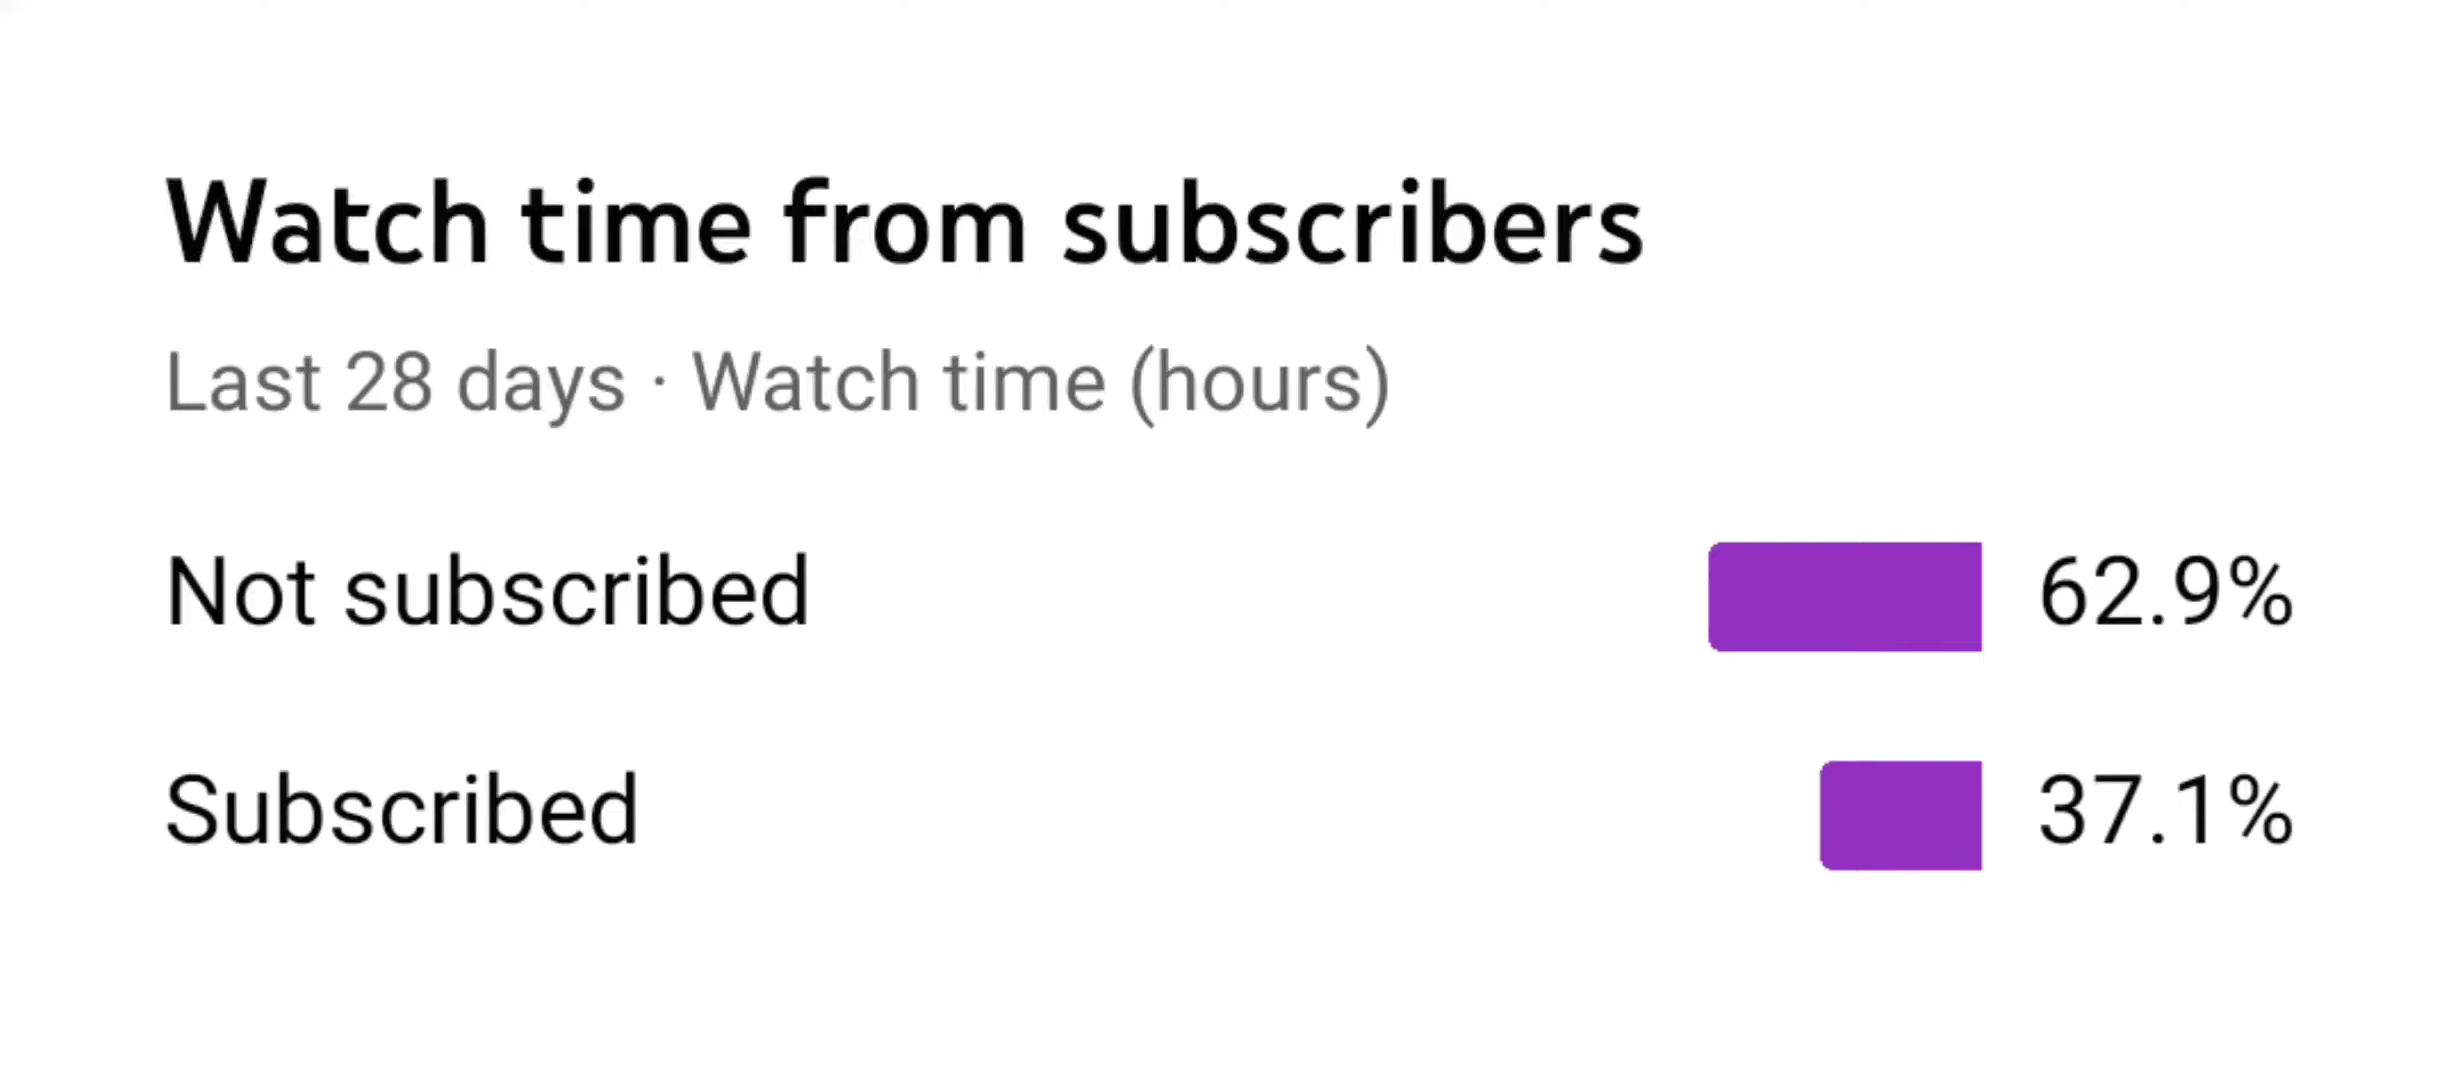 Watch time from subscribers
Last 28 days · Watch time (hours)
Not subscribed 62.9%
Subscribed 37.1%